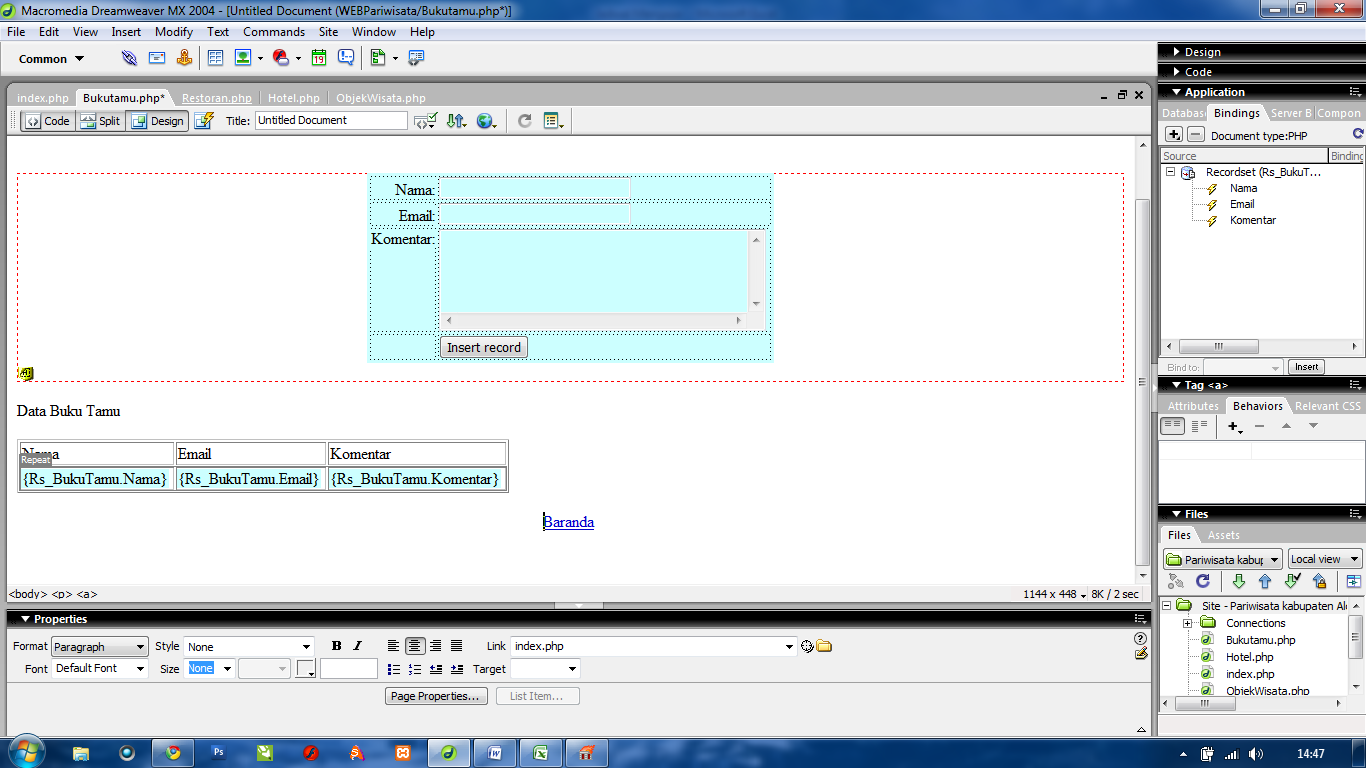 Macromedia Dreamweaver MX 2004 - [Untitled Document (WEBPariwisata/Bukutamu.php*)]
File Edit View Insert Modify Text Commands Site Window Help
Common
19
Design
Code
Application
index.php Bukutamu.php* Restoran.php Hotel.php ObjekWisata.php
Databas Bindings Server B Compon
Code Split Design Title: Untitled Document
Document type:PHP
Source Binding
Recordset (Rs_BukuT...
Nama
Email
Komentar
Nama:
Email:
Komentar:
Insert record
Bind to: Insert
Tag <a>
Attributes Behaviors Relevant CSS
Data Buku Tamu
Nama Email Komentar
Repeat
{Rs_BukuTamu.Nama} {Rs_BukuTamu.Email} {Rs_BukuTamu.Komentar}
Baranda
Files
Files Assets
Pariwisata kabup Local view
<body> <p> <a> 1144 x 448 8K / 2 sec
Site - Pariwisata kabupaten Al
Connections
Bukutamu.php
Hotel.php
index.php
ObjekWisata.php
Properties
Format Paragraph Style None B I Link index.php
Font Default Font Size None Target
Page Properties... List Item...
Ps W X 14:47